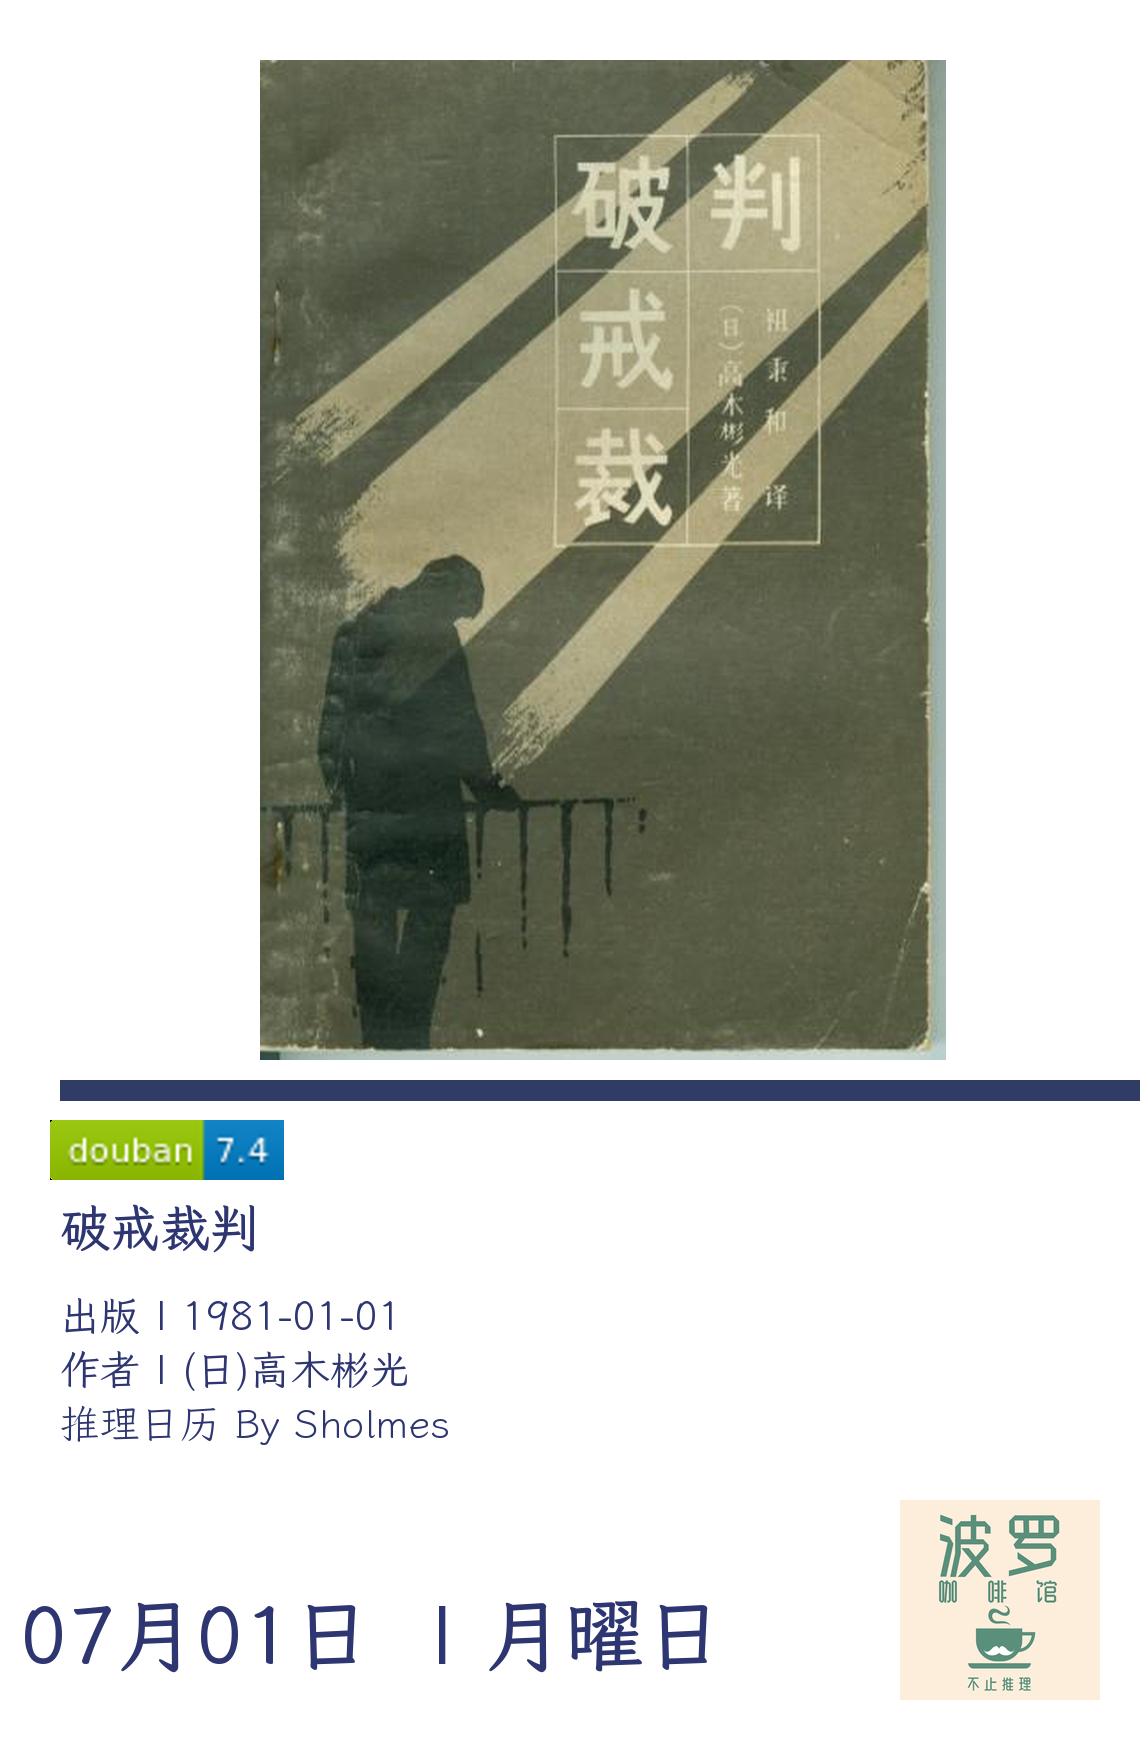 破戒裁判
(日)高木彬光著
祖秉和 译
douban 7.4
破戒裁判
出版 | 1981-01-01
作者 | (日)高木彬光
推理日历 By Sholmes
07月01日 | 月曜日
波罗
咖啡馆
不止推理